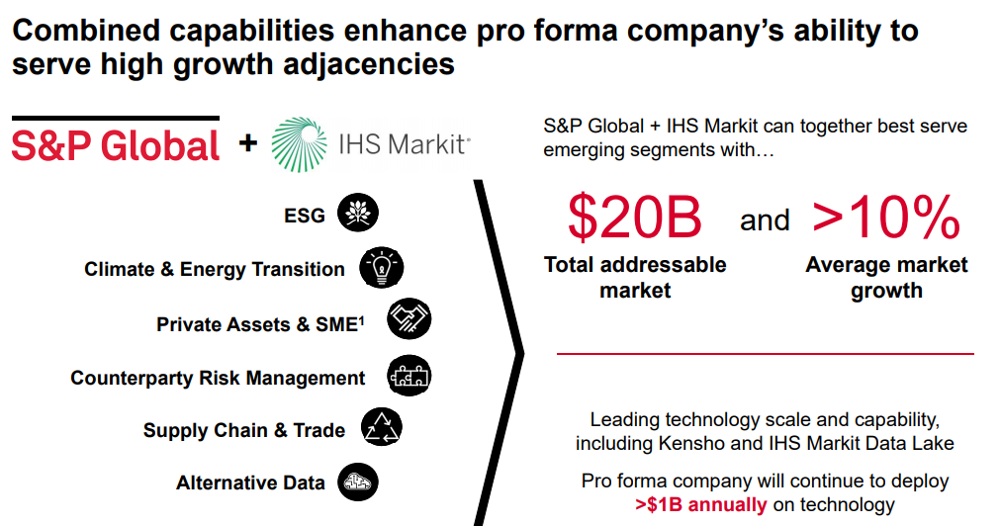 Combined capabilities enhance pro forma company’s ability to
serve high growth adjacencies
S&P Global + IHS Markit®
ESG
Climate & Energy Transition
Private Assets & SME¹
Counterparty Risk Management
Supply Chain & Trade
Alternative Data
S&P Global + IHS Markit can together best serve
emerging segments with…
$20B and >10%
Total addressable
market
Average market
growth
Leading technology scale and capability,
including Kensho and IHS Markit Data Lake
Pro forma company will continue to deploy
>$1B annually on technology